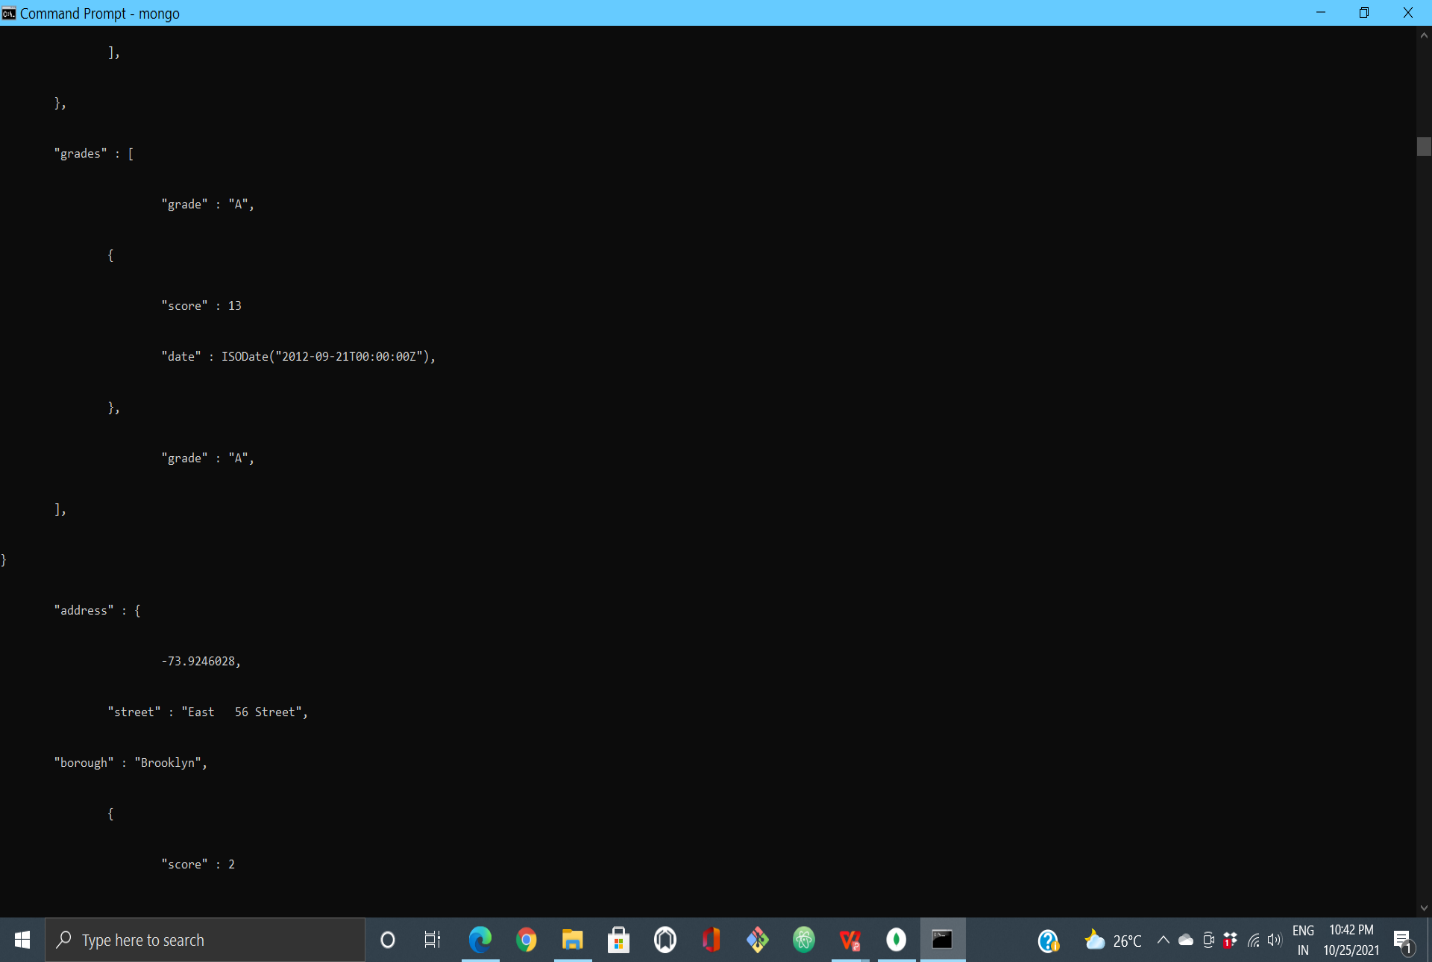 Command Prompt - mongo
],
},
"grades" : [
"grade" : "A",
{
"score" : 13
"date" : ISODate("2012-09-21T00:00:00Z"),
},
"grade" : "A",
],
}
"address" : {
-73.9246028,
"street" : "East   56 Street",
"borough" : "Brooklyn",
{
"score" : 2
Type here to search
26°C
ENG
IN
10:42 PM
10/25/2021
1